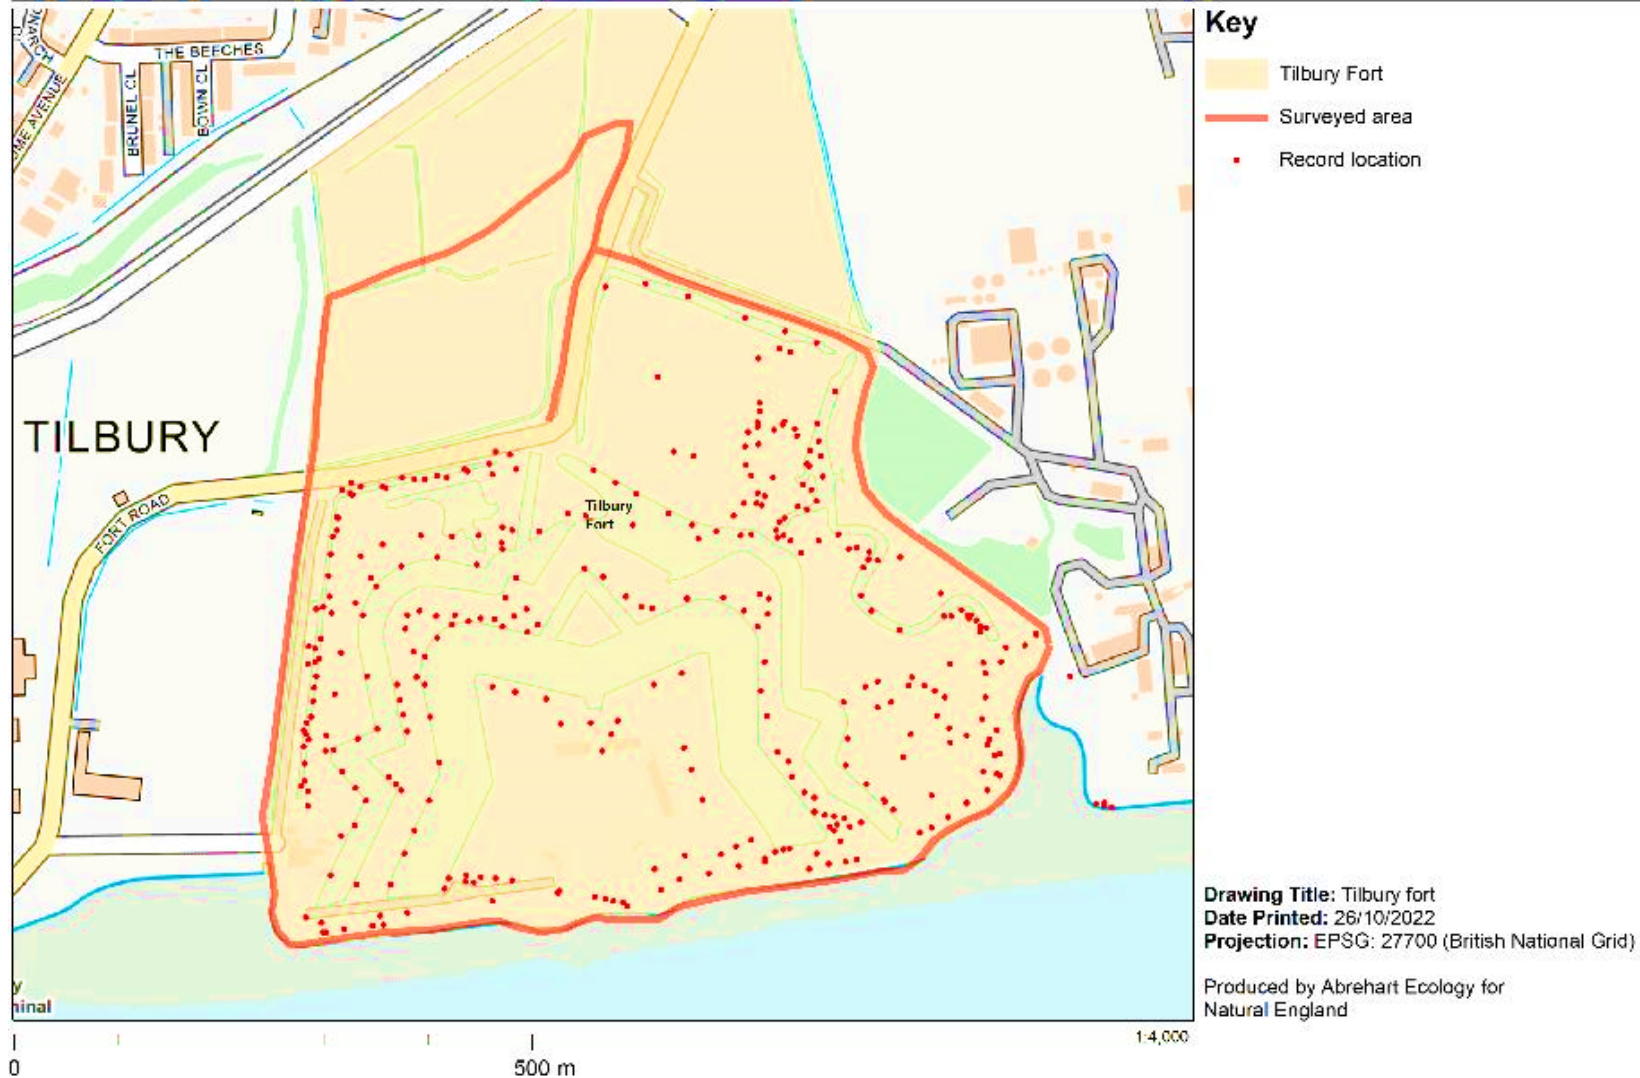 THE BEECHES
BRUNEL CL
BOWN CL
TILBURY
FORT ROAD
Tilbury
Fort
Key
Tilbury Fort
Surveyed area
Record location
Drawing Title: Tilbury fort
Date Printed: 26/10/2022
Projection: EPSG: 27700 (British National Grid)
Produced by Abrehart Ecology for
Natural England
1:4,000
0
500 m